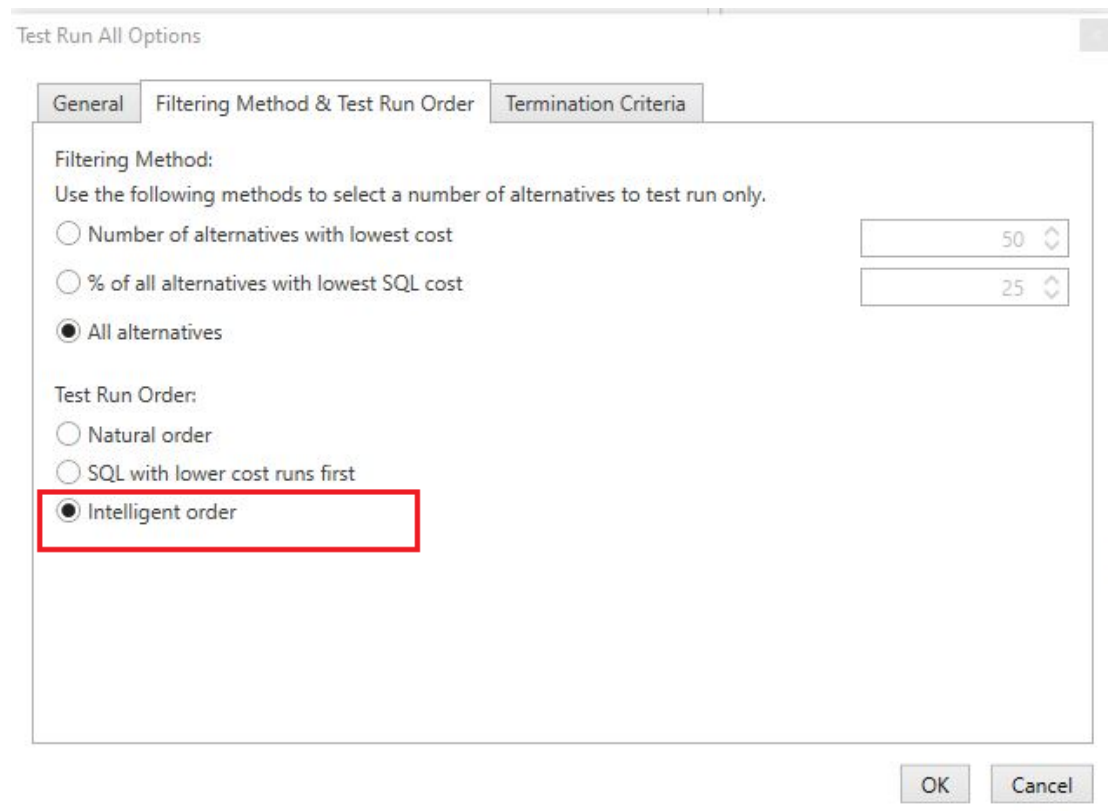 Test Run All Options
General
Filtering Method & Test Run Order
Termination Criteria
Filtering Method:
Use the following methods to select a number of alternatives to test run only.
Number of alternatives with lowest cost
50
% of all alternatives with lowest SQL cost
25
All alternatives
Test Run Order:
Natural order
SQL with lower cost runs first
Intelligent order
OK
Cancel